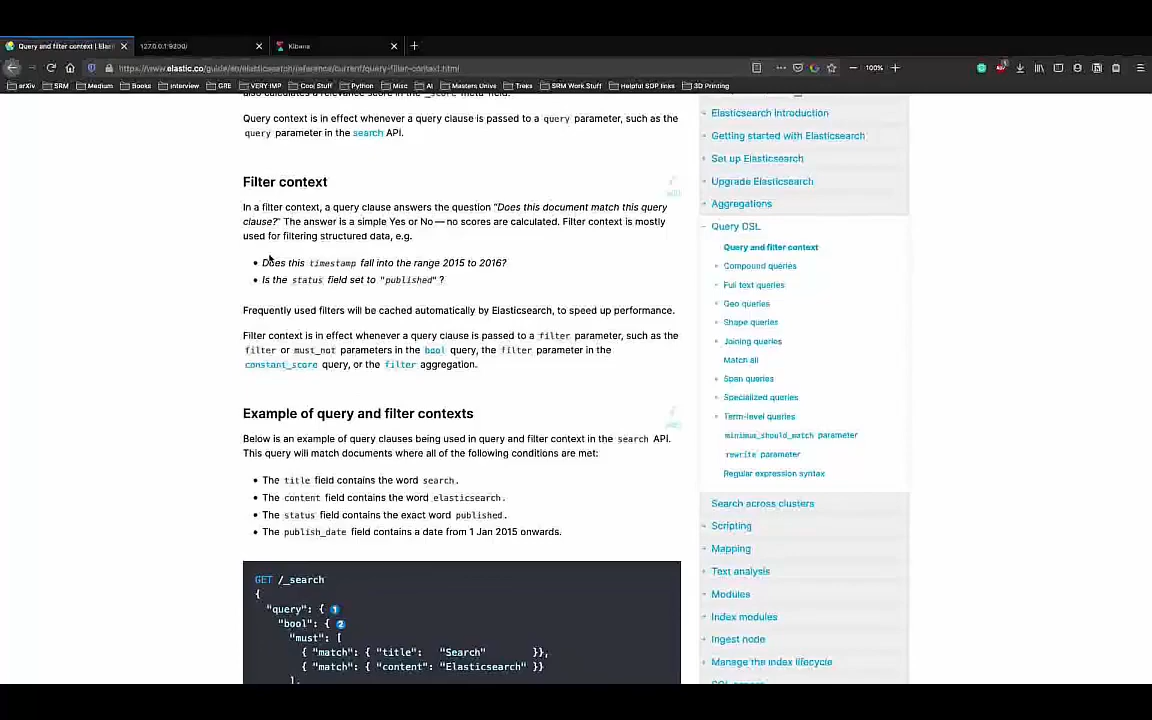 Query and filter context | Elast
127.0.0.1:9200/
Kibana
https://www.elastic.co/guide/en/elasticsearch/reference/current/query-filter-context.html
100%
arXiv SRM Medium Books Interview GRE VERY IMP Cool Stuff Python Misc AI Masters Unive Treks SRM Work Stuff Helpful SOP links 3D Printing
also calculates a relevance score in the _score meta-field.
Query context is in effect whenever a query clause is passed to a query parameter, such as the
query parameter in the search API.
Filter context
In a filter context, a query clause answers the question “Does this document match this query
clause?” The answer is a simple Yes or No — no scores are calculated. Filter context is mostly
used for filtering structured data, e.g.
Does this timestamp fall into the range 2015 to 2016?
Is the status field set to "published" ?
Frequently used filters will be cached automatically by Elasticsearch, to speed up performance.
Filter context is in effect whenever a query clause is passed to a filter parameter, such as the
filter or must_not parameters in the bool query, the filter parameter in the
constant_score query, or the filter aggregation.
Example of query and filter contexts
Below is an example of query clauses being used in query and filter context in the search API.
This query will match documents where all of the following conditions are met:
The title field contains the word search.
The content field contains the word elasticsearch.
The status field contains the exact word published.
The publish_date field contains a date from 1 Jan 2015 onwards.
GET /_search
{
"query": { 1
"bool": { 2
"must": [
{ "match": { "title": "Search" }},
{ "match": { "content": "Elasticsearch" }}
],
Elasticsearch introduction
Getting started with Elasticsearch
Set up Elasticsearch
Upgrade Elasticsearch
Aggregations
Query DSL
Query and filter context
Compound queries
Full text queries
Geo queries
Shape queries
Joining queries
Match all
Span queries
Specialized queries
Term-level queries
minimum_should_match parameter
rewrite parameter
Regular expression syntax
Search across clusters
Scripting
Mapping
Text analysis
Modules
Index modules
Ingest node
Manage the index lifecycle